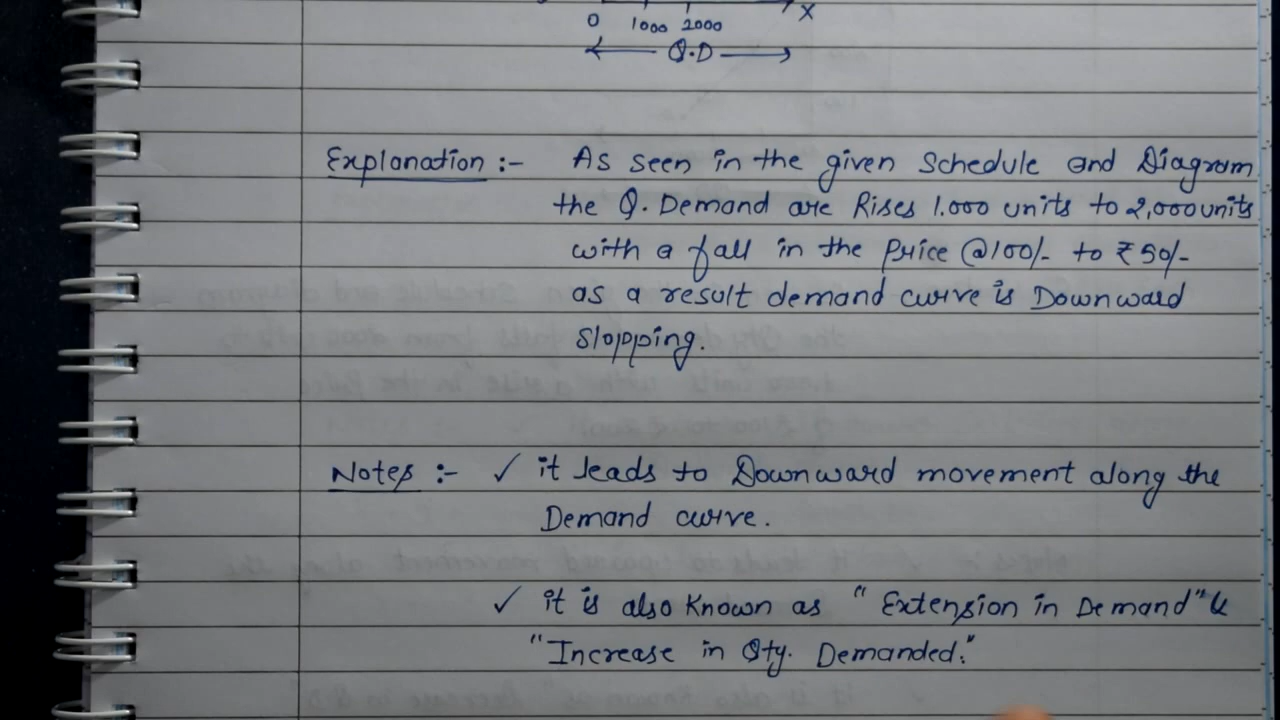 0 1000 2000 X
Q.D
Explanation :- As seen in the given Schedule and Diagram
the Q. Demand are Rises 1.000 units to 2,000 units
with a fall in the Price @100/- to ₹50/-
as a result demand curve is Downward
Slopping.
Notes :- ✓ it leads to Downward movement along the
Demand curve.
✓ it is also Known as "Extension in Demand" &
"Increase in Qty. Demanded."